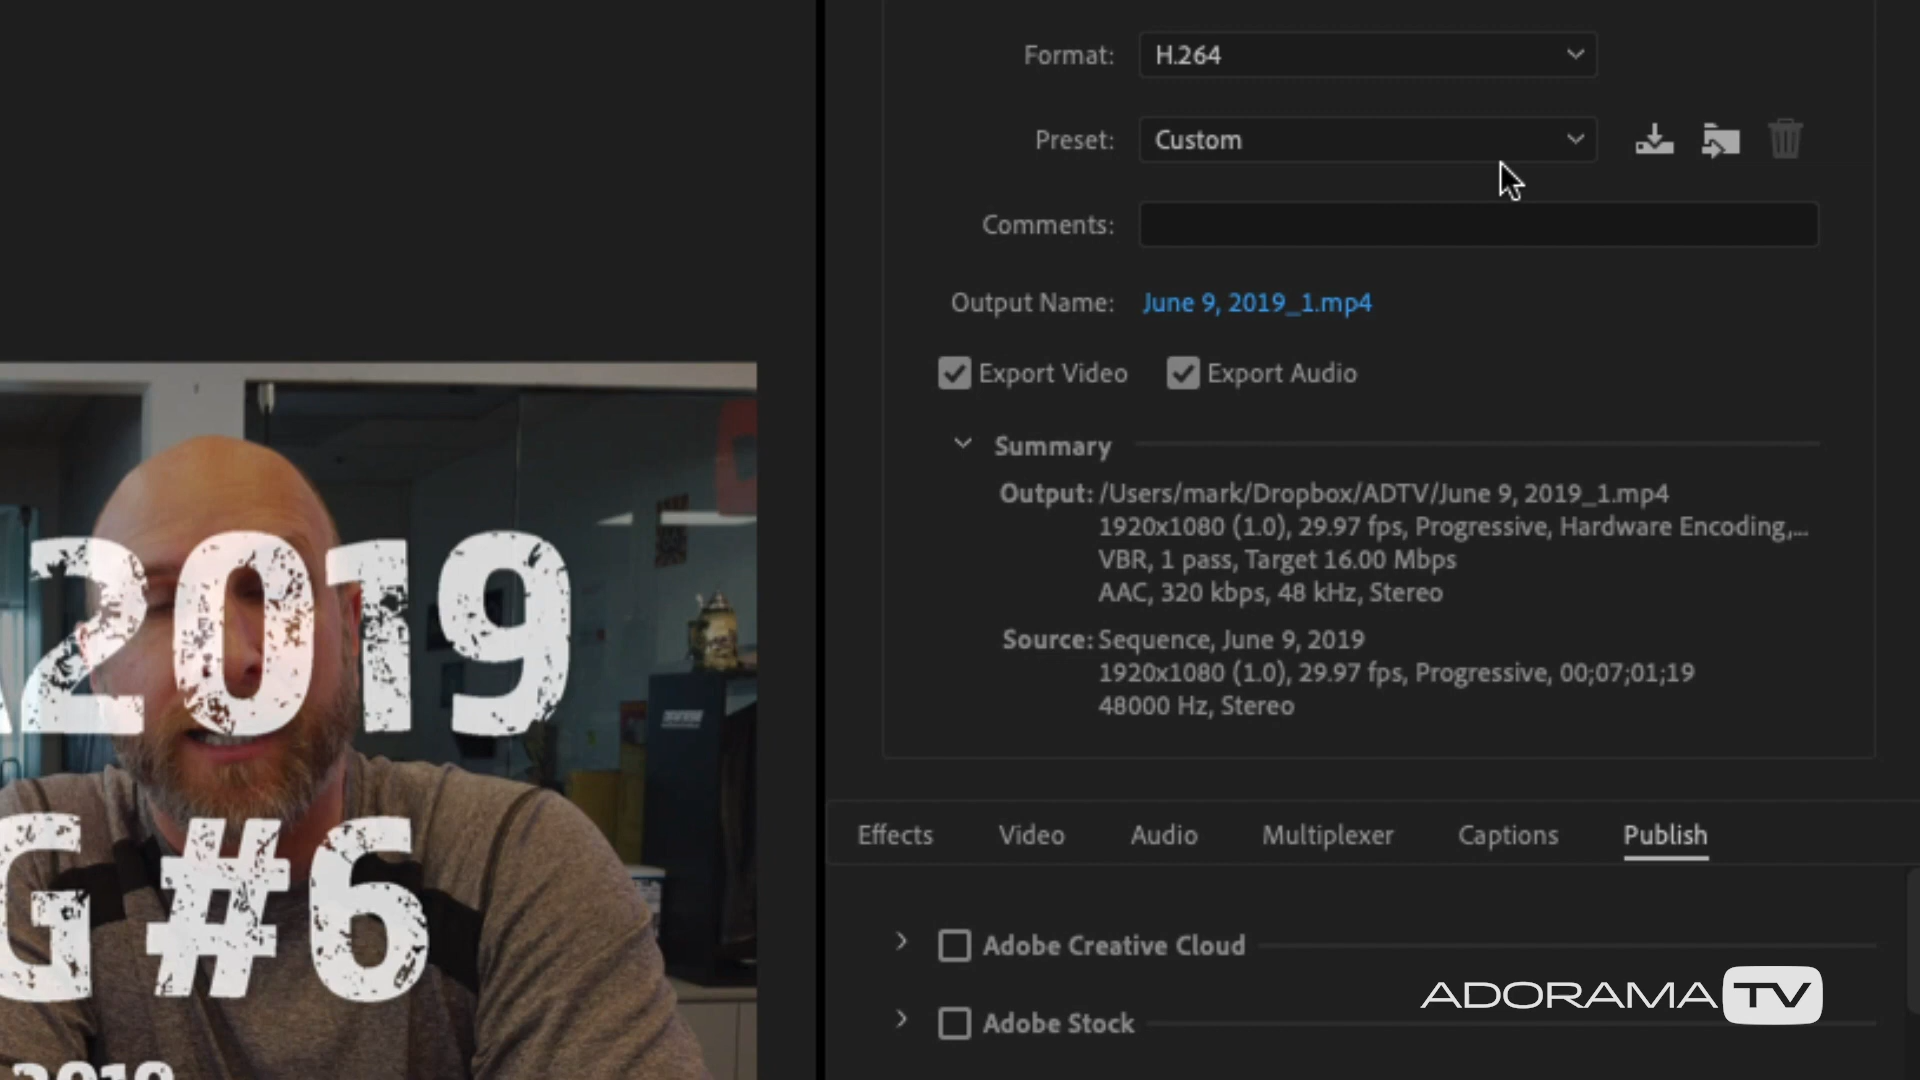 Format: H.264
Preset: Custom
Comments:
Output Name: June 9, 2019_1.mp4
Export Video Export Audio
Summary
Output: /Users/mark/Dropbox/ADTV/June 9, 2019_1.mp4
1920x1080 (1.0), 29.97 fps, Progressive, Hardware Encoding,...
VBR, 1 pass, Target 16.00 Mbps
AAC, 320 kbps, 48 kHz, Stereo
Source: Sequence, June 9, 2019
1920x1080 (1.0), 29.97 fps, Progressive, 00;07;01;19
48000 Hz, Stereo
2019
G #6
2019
Effects Video Audio Multiplexer Captions Publish
Adobe Creative Cloud
Adobe Stock
ADORAMA TV